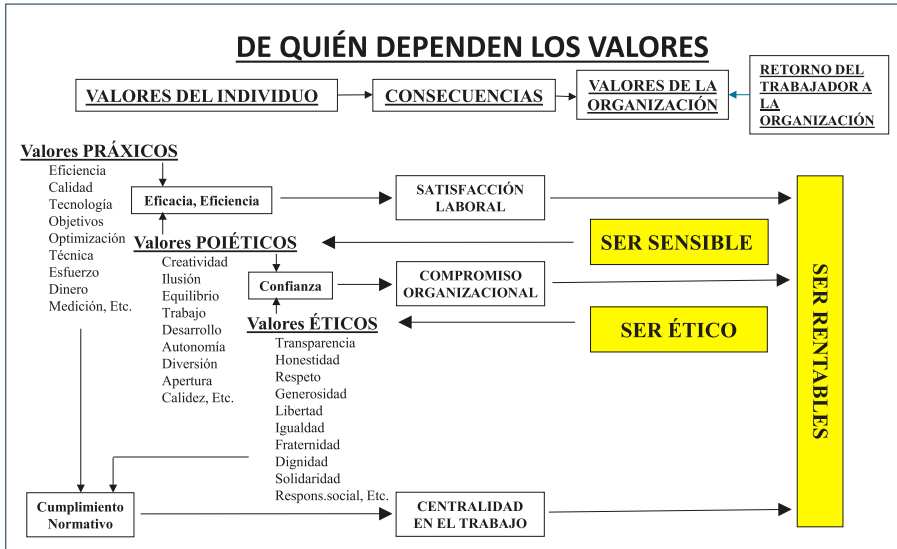 DE QUIÉN DEPENDEN LOS VALORES
VALORES DEL INDIVIDUO
CONSECUENCIAS
VALORES DE LA
ORGANIZACIÓN
RETORNO DEL
TRABAJADOR A
LA
ORGANIZACIÓN
Valores PRÁXICOS
Eficiencia
Calidad
Tecnología
Objetivos
Optimización
Técnica
Esfuerzo
Dinero
Medición, Etc.
Eficacia, Eficiencia
SATISFACCIÓN
LABORAL
Valores POIÉTICOS
Creatividad
Ilusión
Equilibrio
Trabajo
Desarrollo
Autonomía
Diversión
Apertura
Calidez, Etc.
SER SENSIBLE
Confianza
COMPROMISO
ORGANIZACIONAL
Valores ÉTICOS
Transparencia
Honestidad
Respeto
Generosidad
Libertad
Igualdad
Fraternidad
Dignidad
Solidaridad
Respons.social, Etc.
SER ÉTICO
SER RENTABLES
Cumplimiento
Normativo
CENTRALIDAD
EN EL TRABAJO